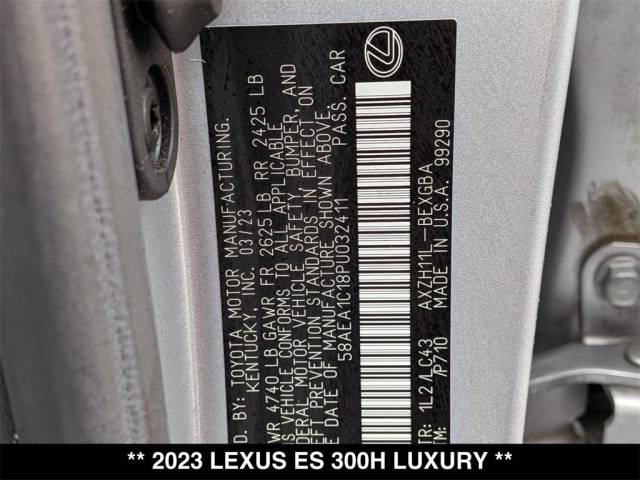 D. BY: TOYOTA MOTOR MANUFACTURING,
KENTUCKY, INC. 03/23
WR 4740 LB GAWR FR 2625 LB RR 2425 LB
S VEHICLE CONFORMS TO ALL APPLICABLE
DERAL MOTOR VEHICLE SAFETY, BUMPER, AND
EFT PREVENTION STANDARDS IN EFFECT ON
E DATE OF MANUFACTURE SHOWN ABOVE.
58AEA1C18PU032411 PASS. CAR
TR: 1L2/LC43 AXZH11L-BEXGBA
TM: /P710 MADE IN U.S.A. 99290
** 2023 LEXUS ES 300H LUXURY **